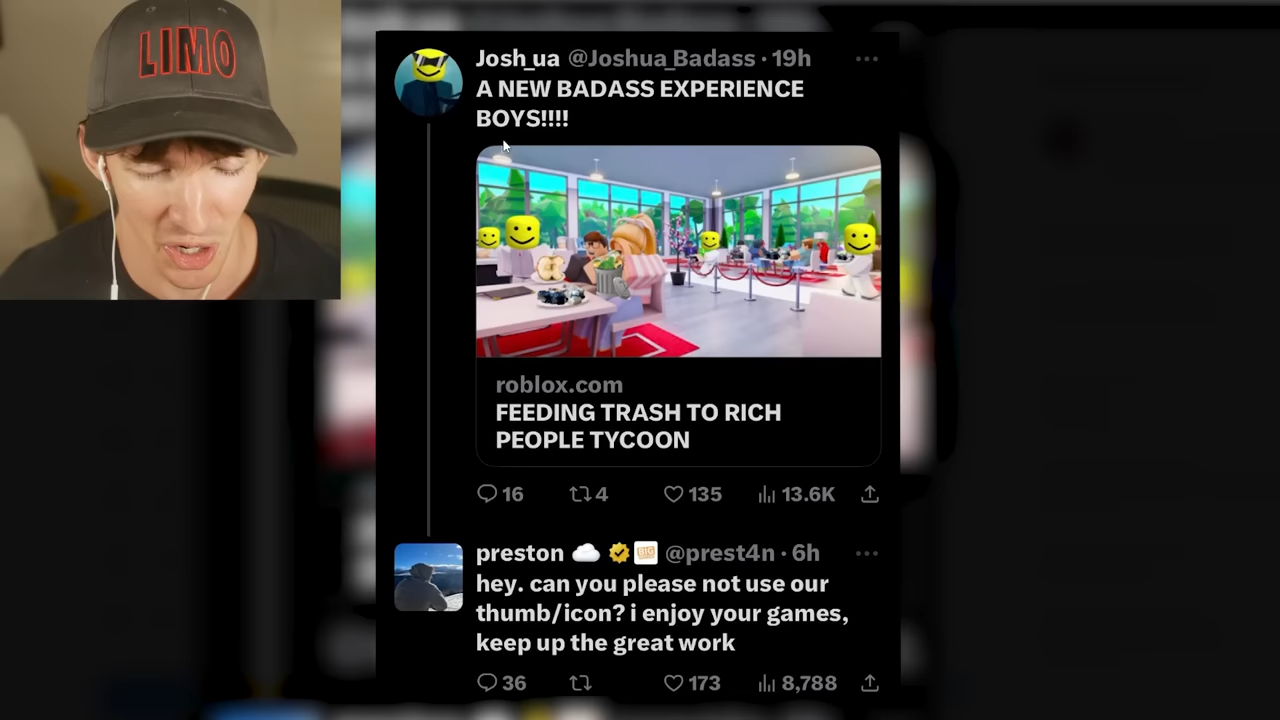 LIMO
Josh_ua @Joshua_Badass · 19h
A NEW BADASS EXPERIENCE
BOYS!!!!
roblox.com
FEEDING TRASH TO RICH
PEOPLE TYCOON
16 4 135 13.6K
preston BIG @prest4n · 6h
hey. can you please not use our
thumb/icon? i enjoy your games,
keep up the great work
36 173 8,788